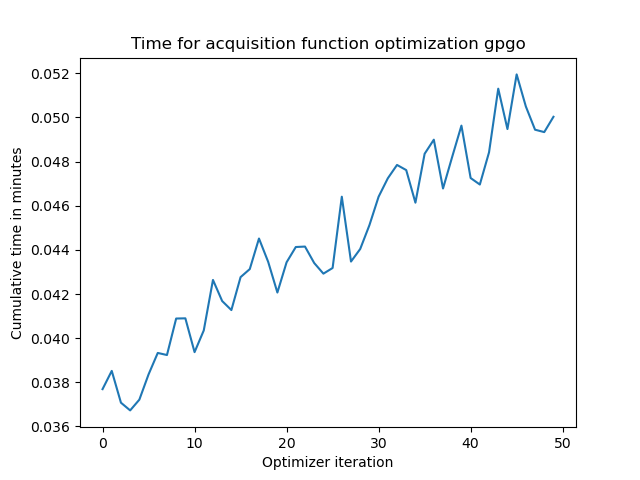 Time for acquisition function optimization gpgo
Cumulative time in minutes
0.052
0.050
0.048
0.046
0.044
0.042
0.040
0.038
0.036
0 10 20 30 40 50
Optimizer iteration